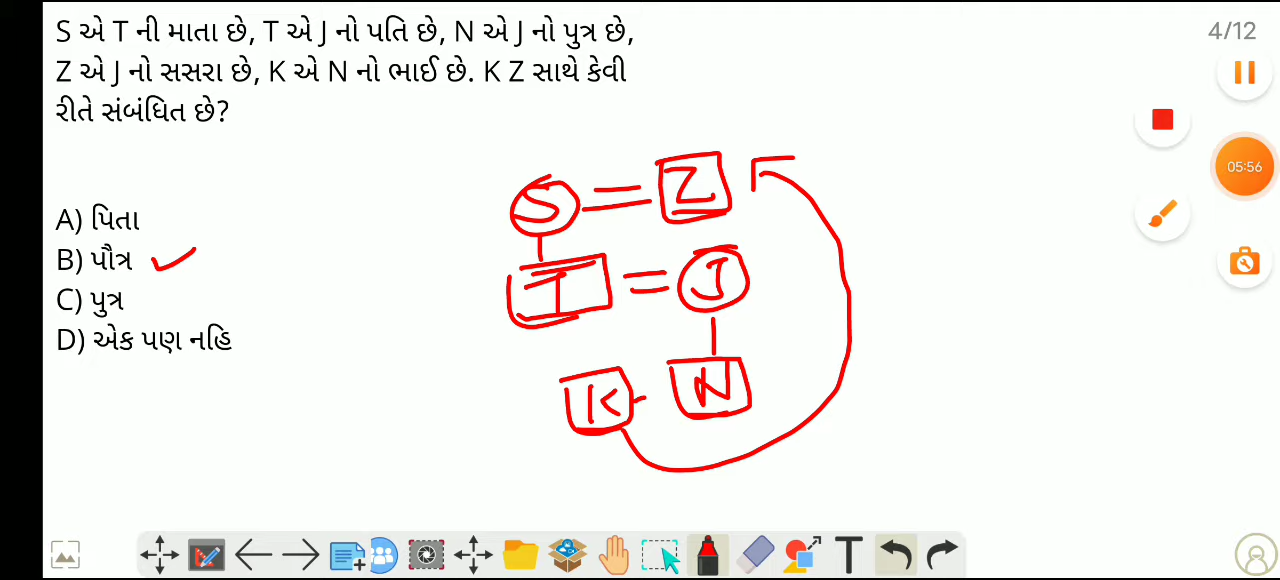 S એ T ની માતા છે, T એ J નો પતિ છે, N એ J નો પુત્ર છે,
4/12
Z એ J નો સસરા છે, K એ N નો ભાઈ છે. K Z સાથે કેવી
રીતે સંબંધિત છે?
05:56
S = Z
A) પિતા
B) પૌત્ર
T = J
C) પુત્ર
D) એક પણ નહિ
K - N
T